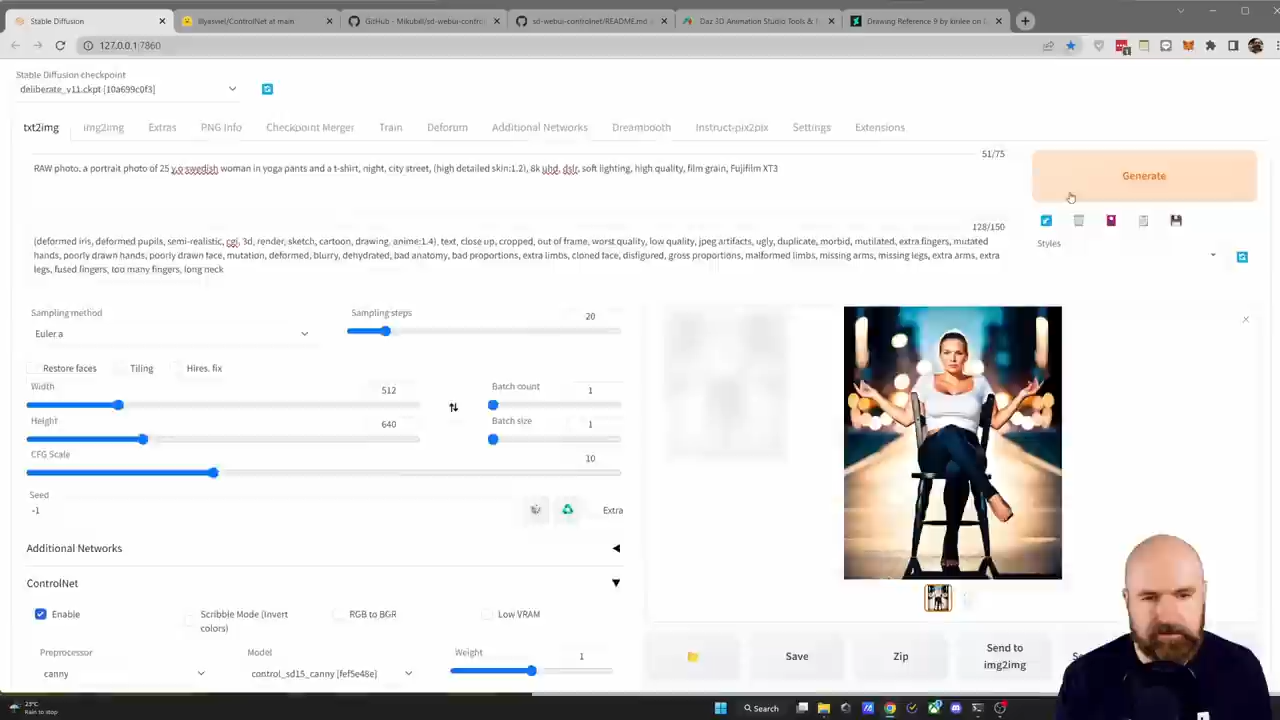 Stable Diffusion
lllyasviel/ControlNet at main
GitHub - Mikubill/sd-webui-contro
sd-webui-controlnet/README.md
Daz 3D Animation Studio Tools &
Drawing Reference 9 by
127.0.0.1:7860
Stable Diffusion checkpoint
deliberate_v11.ckpt [10a699c0f3]
txt2img
img2img
Extras
PNG Info
Checkpoint Merger
Train
Deforum
Additional Networks
Dreambooth
Instruct-pix2pix
Settings
Extensions
51/75
RAW photo, a portrait photo of 25 y.o swedish woman in yoga pants and a t-shirt, night, city street, (high detailed skin:1.2), 8k uhd, dslr, soft lighting, high quality, film grain, Fujifilm XT3
Generate
128/150
(deformed iris, deformed pupils, semi-realistic, cgi, 3d, render, sketch, cartoon, drawing, anime:1.4), text, close up, cropped, out of frame, worst quality, low quality, jpeg artifacts, ugly, duplicate, morbid, mutilated, extra fingers, mutated
hands, poorly drawn hands, poorly drawn face, mutation, deformed, blurry, dehydrated, bad anatomy, bad proportions, extra limbs, cloned face, disfigured, gross proportions, malformed limbs, missing arms, missing legs, extra arms, extra
legs, fused fingers, too many fingers, long neck
Styles
Sampling method
Euler a
Sampling steps
20
Restore faces
Tiling
Hires. fix
Width
512
Batch count
1
Height
640
Batch size
1
CFG Scale
10
Seed
-1
Extra
Additional Networks
ControlNet
Enable
Scribble Mode (Invert
colors)
RGB to BGR
Low VRAM
Preprocessor
canny
Model
control_sd15_canny [fef5e48e]
Weight
1
Save
Zip
Send to
img2img
23°C
Rain to stop
Search